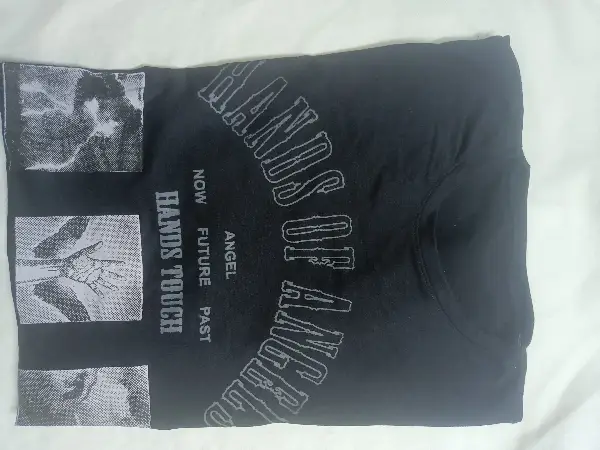 HANDS OF ANGELS
ANGEL
NOW FUTURE PAST
HANDS TOUCH